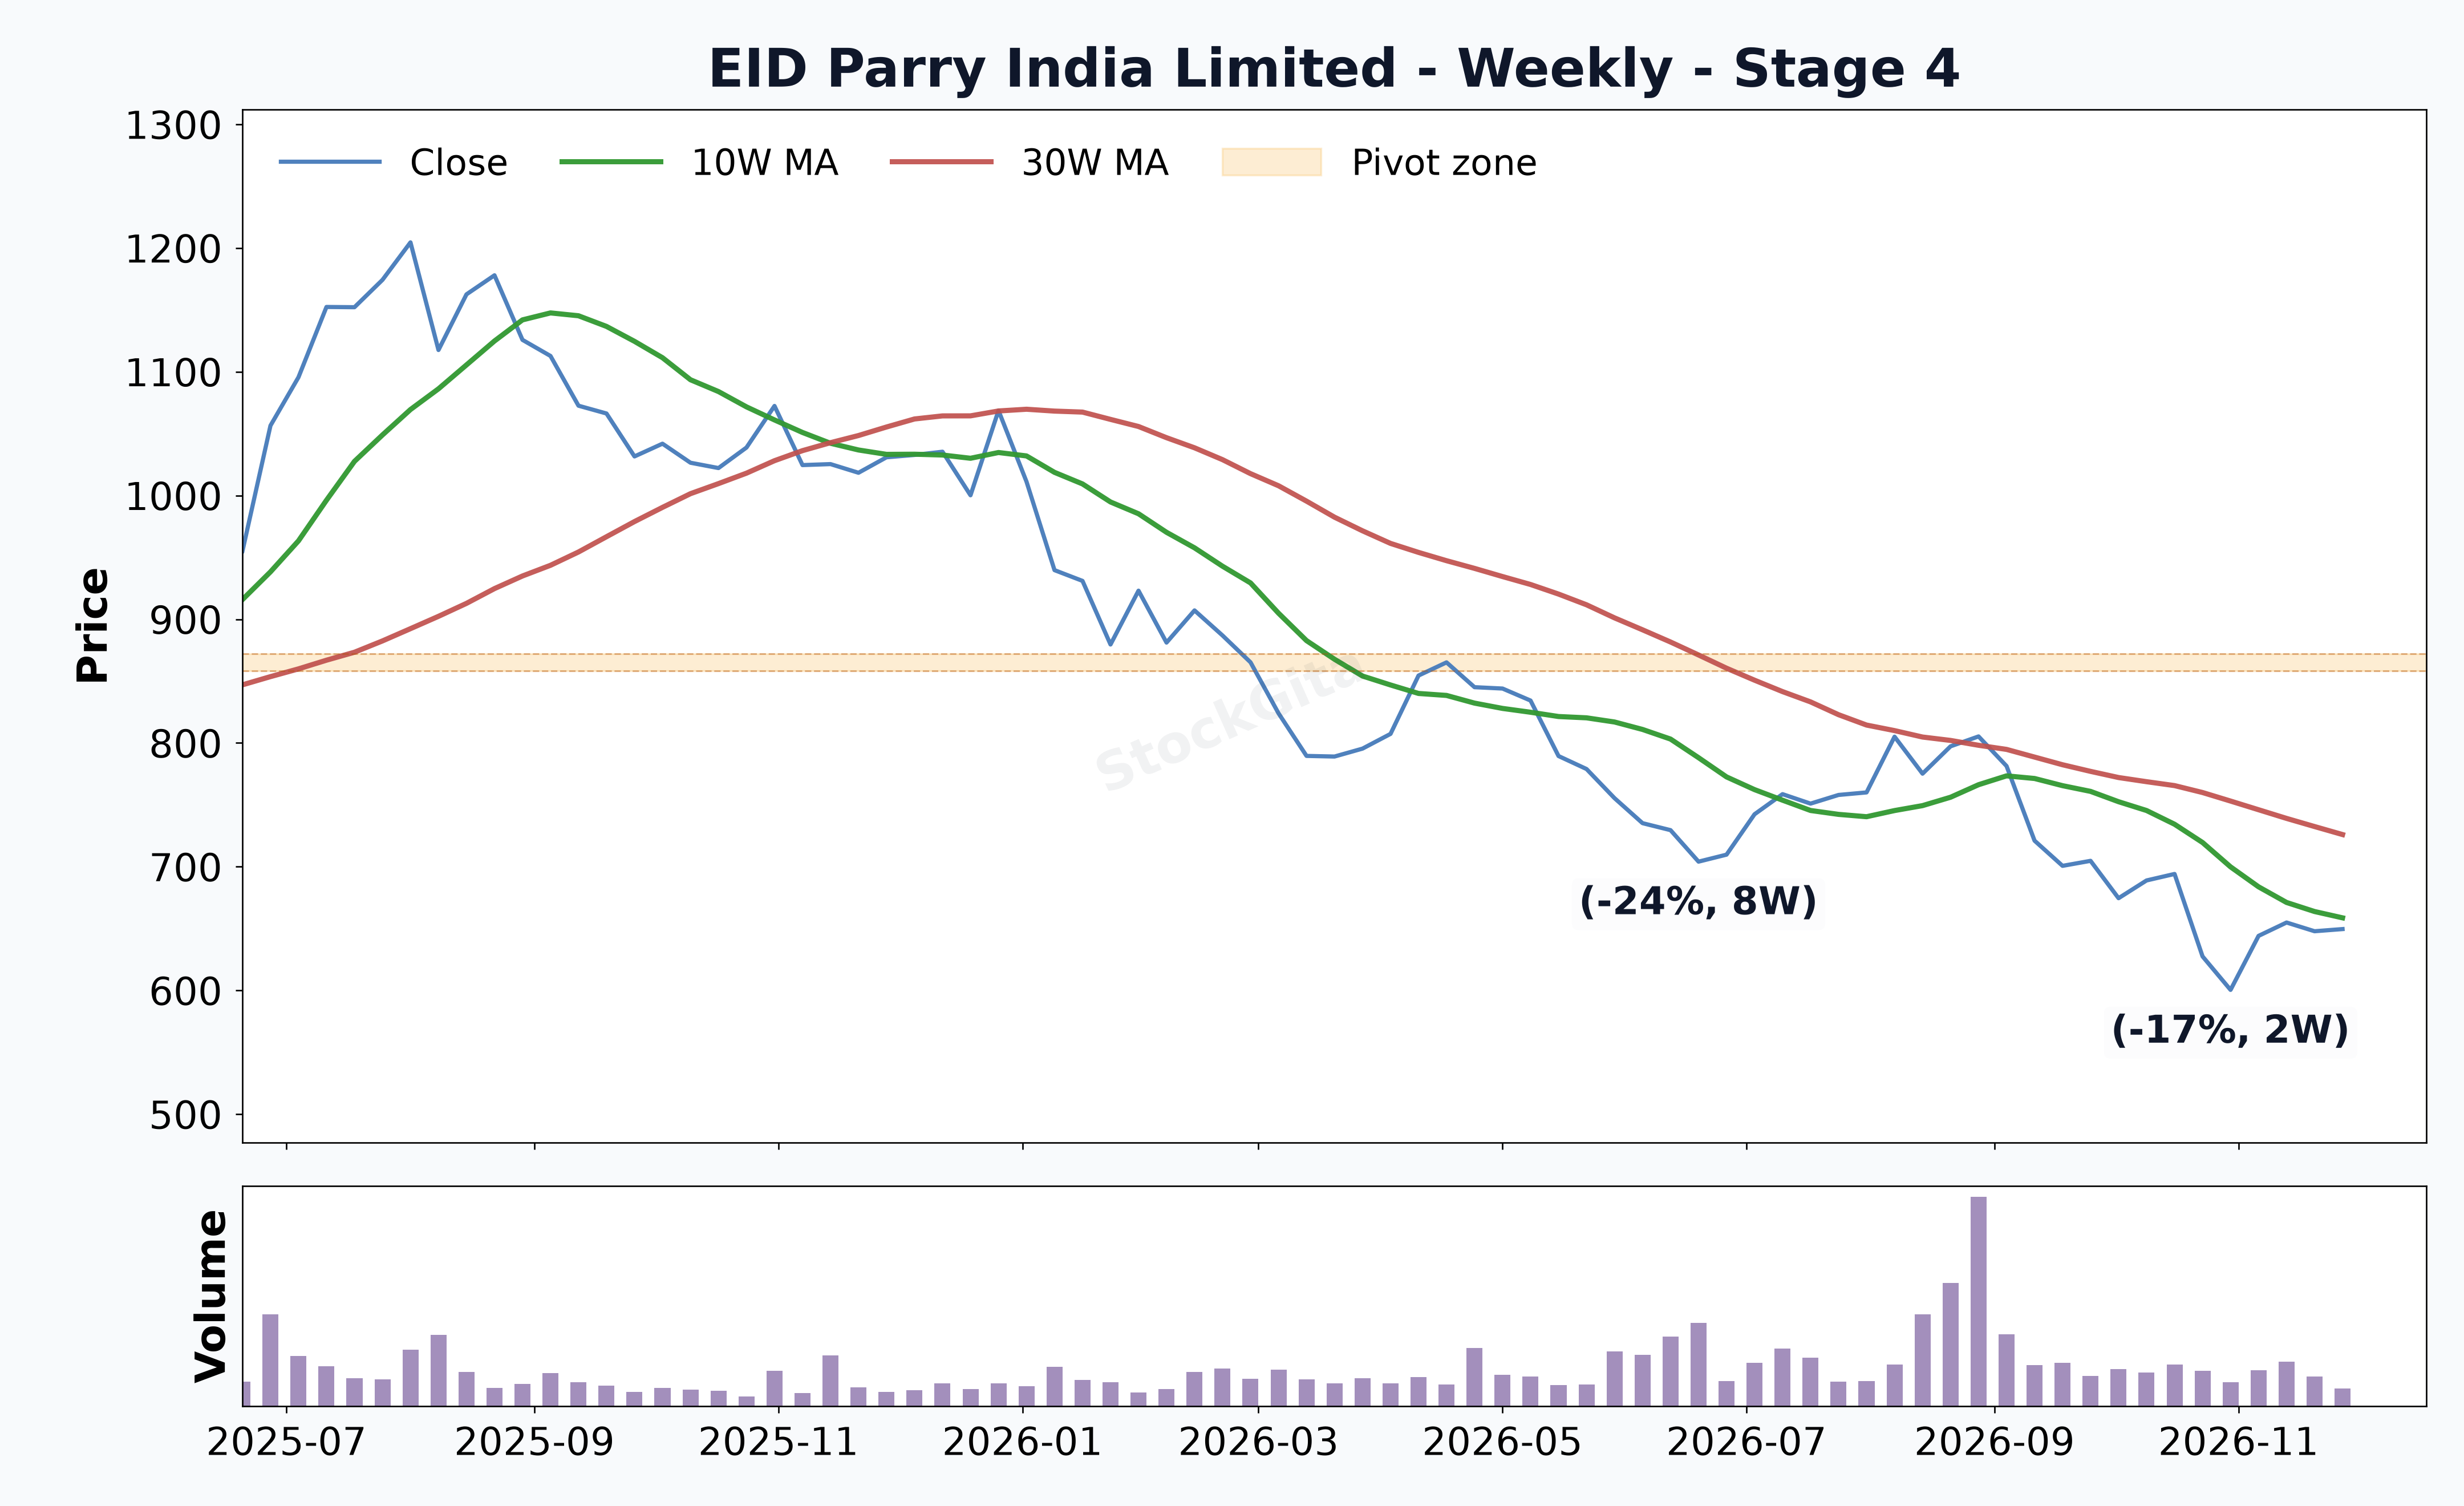 EID Parry India Limited - Weekly - Stage 4
Close 10W MA 30W MA Pivot zone
Price
1300
1200
1100
1000
900
800
700
600
500
StockGita
(-24%, 8W)
(-17%, 2W)
Volume
2025-07 2025-09 2025-11 2026-01 2026-03 2026-05 2026-07 2026-09 2026-11